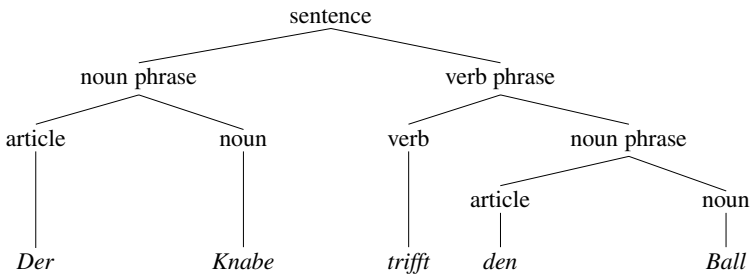 sentence
noun phrase verb phrase
article noun verb noun phrase
article noun
Der Knabe trifft den Ball